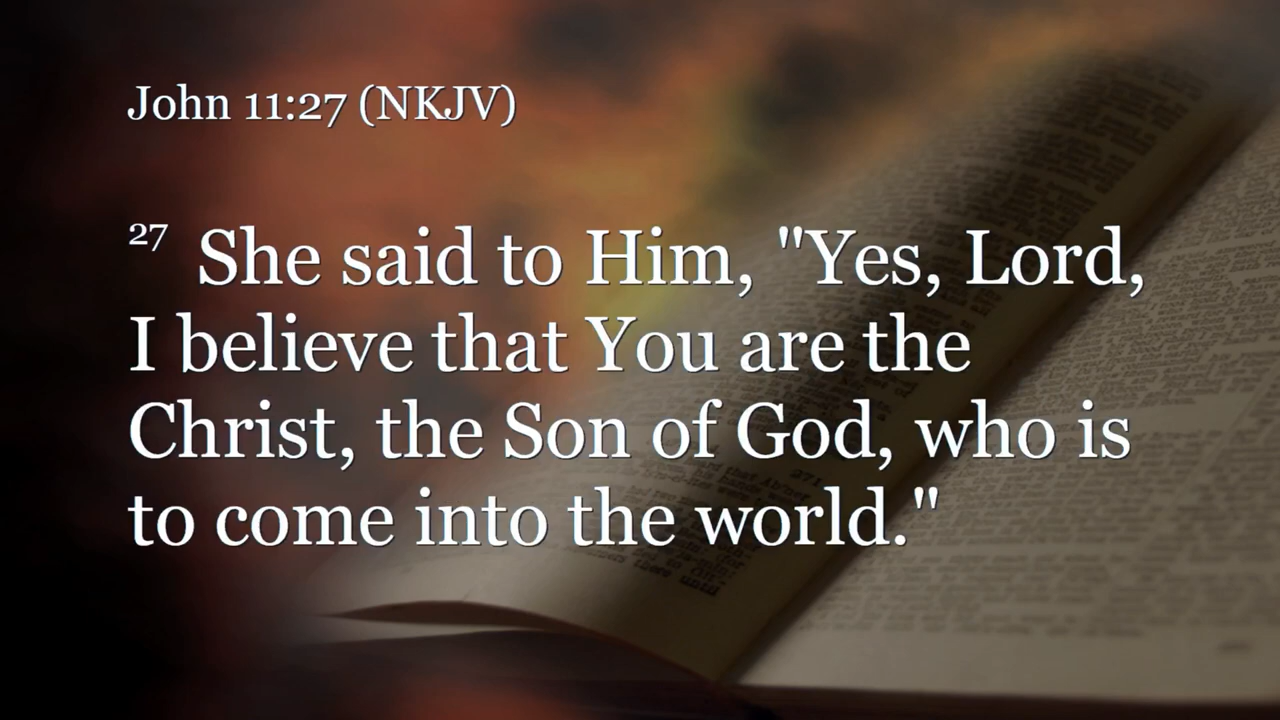 John 11:27 (NKJV)
27 She said to Him, "Yes, Lord,
I believe that You are the
Christ, the Son of God, who is
to come into the world."